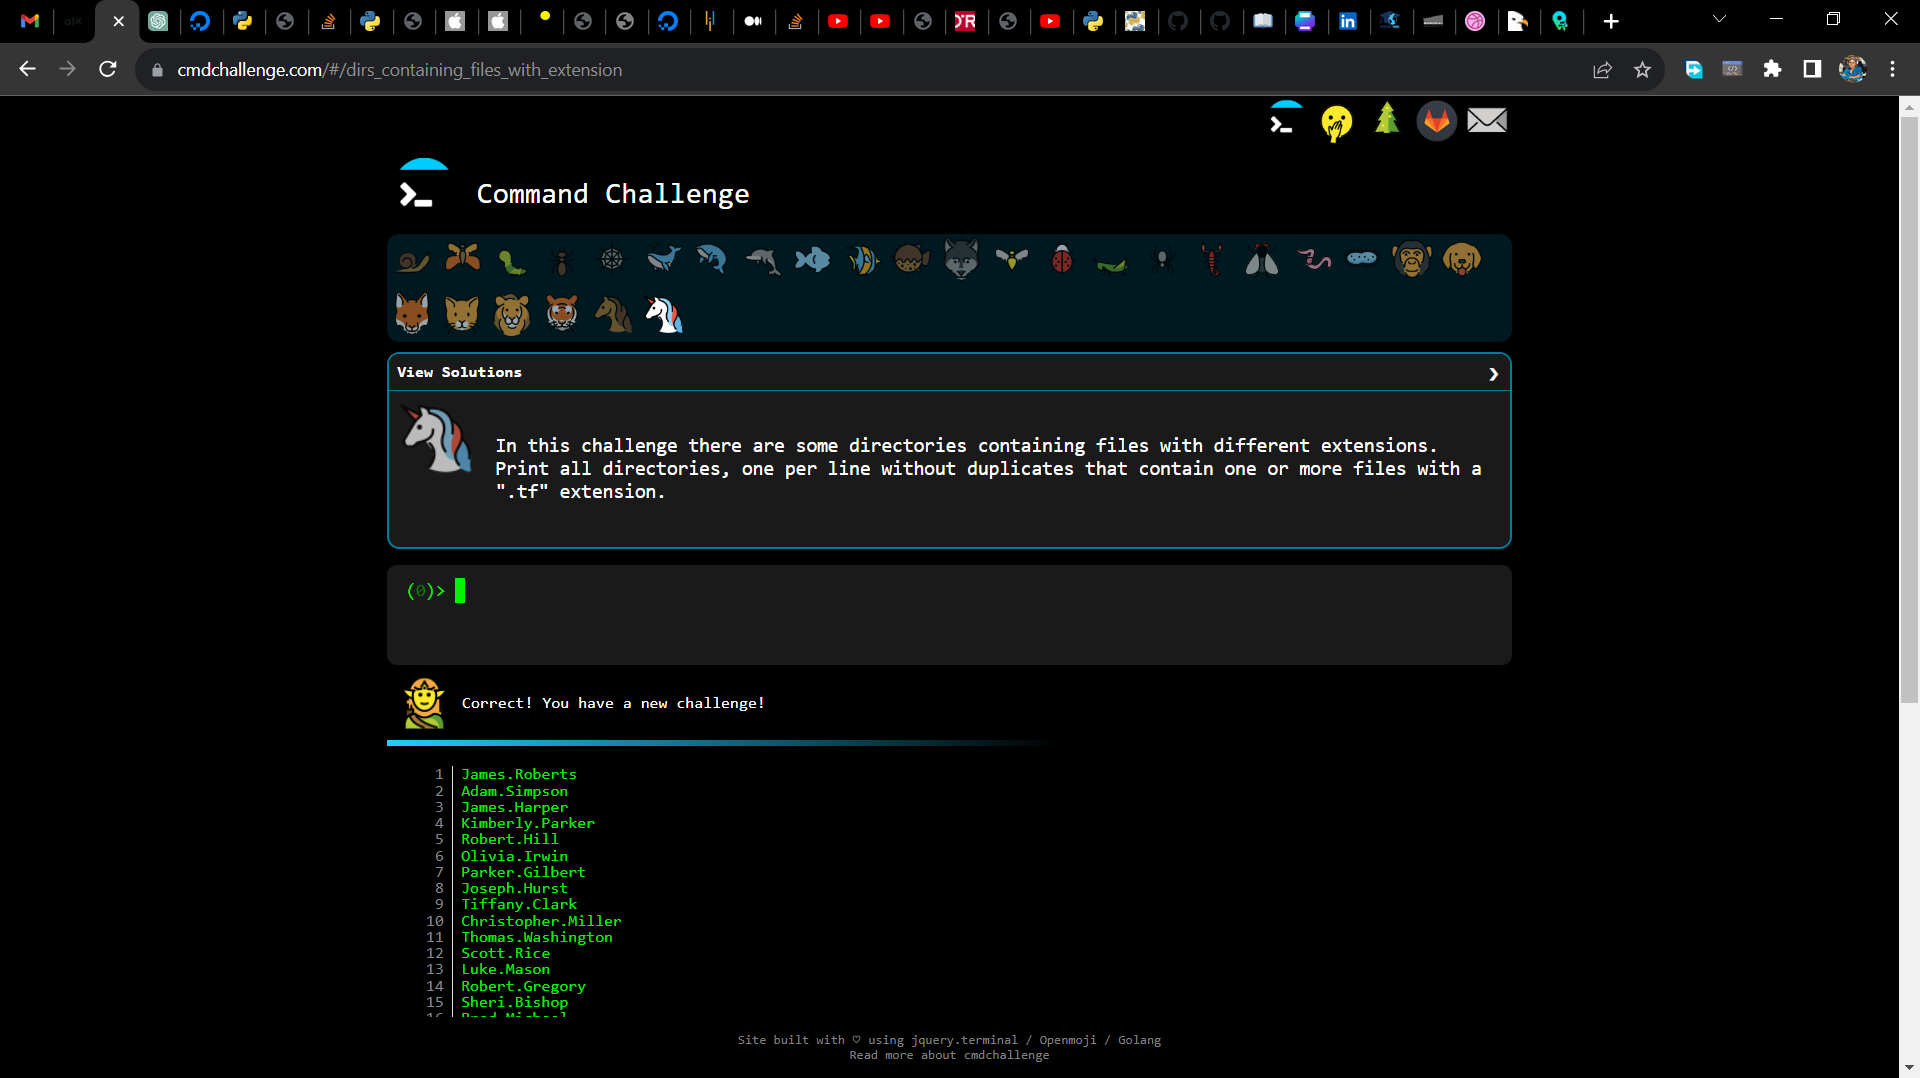 cmdchallenge.com/#/dirs_containing_files_with_extension
Command Challenge
View Solutions
In this challenge there are some directories containing files with different extensions.
Print all directories, one per line without duplicates that contain one or more files with a
".tf" extension.
(0)>
Correct! You have a new challenge!
1 James.Roberts
2 Adam.Simpson
3 James.Harper
4 Kimberly.Parker
5 Robert.Hill
6 Olivia.Irwin
7 Parker.Gilbert
8 Joseph.Hurst
9 Tiffany.Clark
10 Christopher.Miller
11 Thomas.Washington
12 Scott.Rice
13 Luke.Mason
14 Robert.Gregory
15 Sheri.Bishop
Site built with ♡ using jquery.terminal / Openmoji / Golang
Read more about cmdchallenge